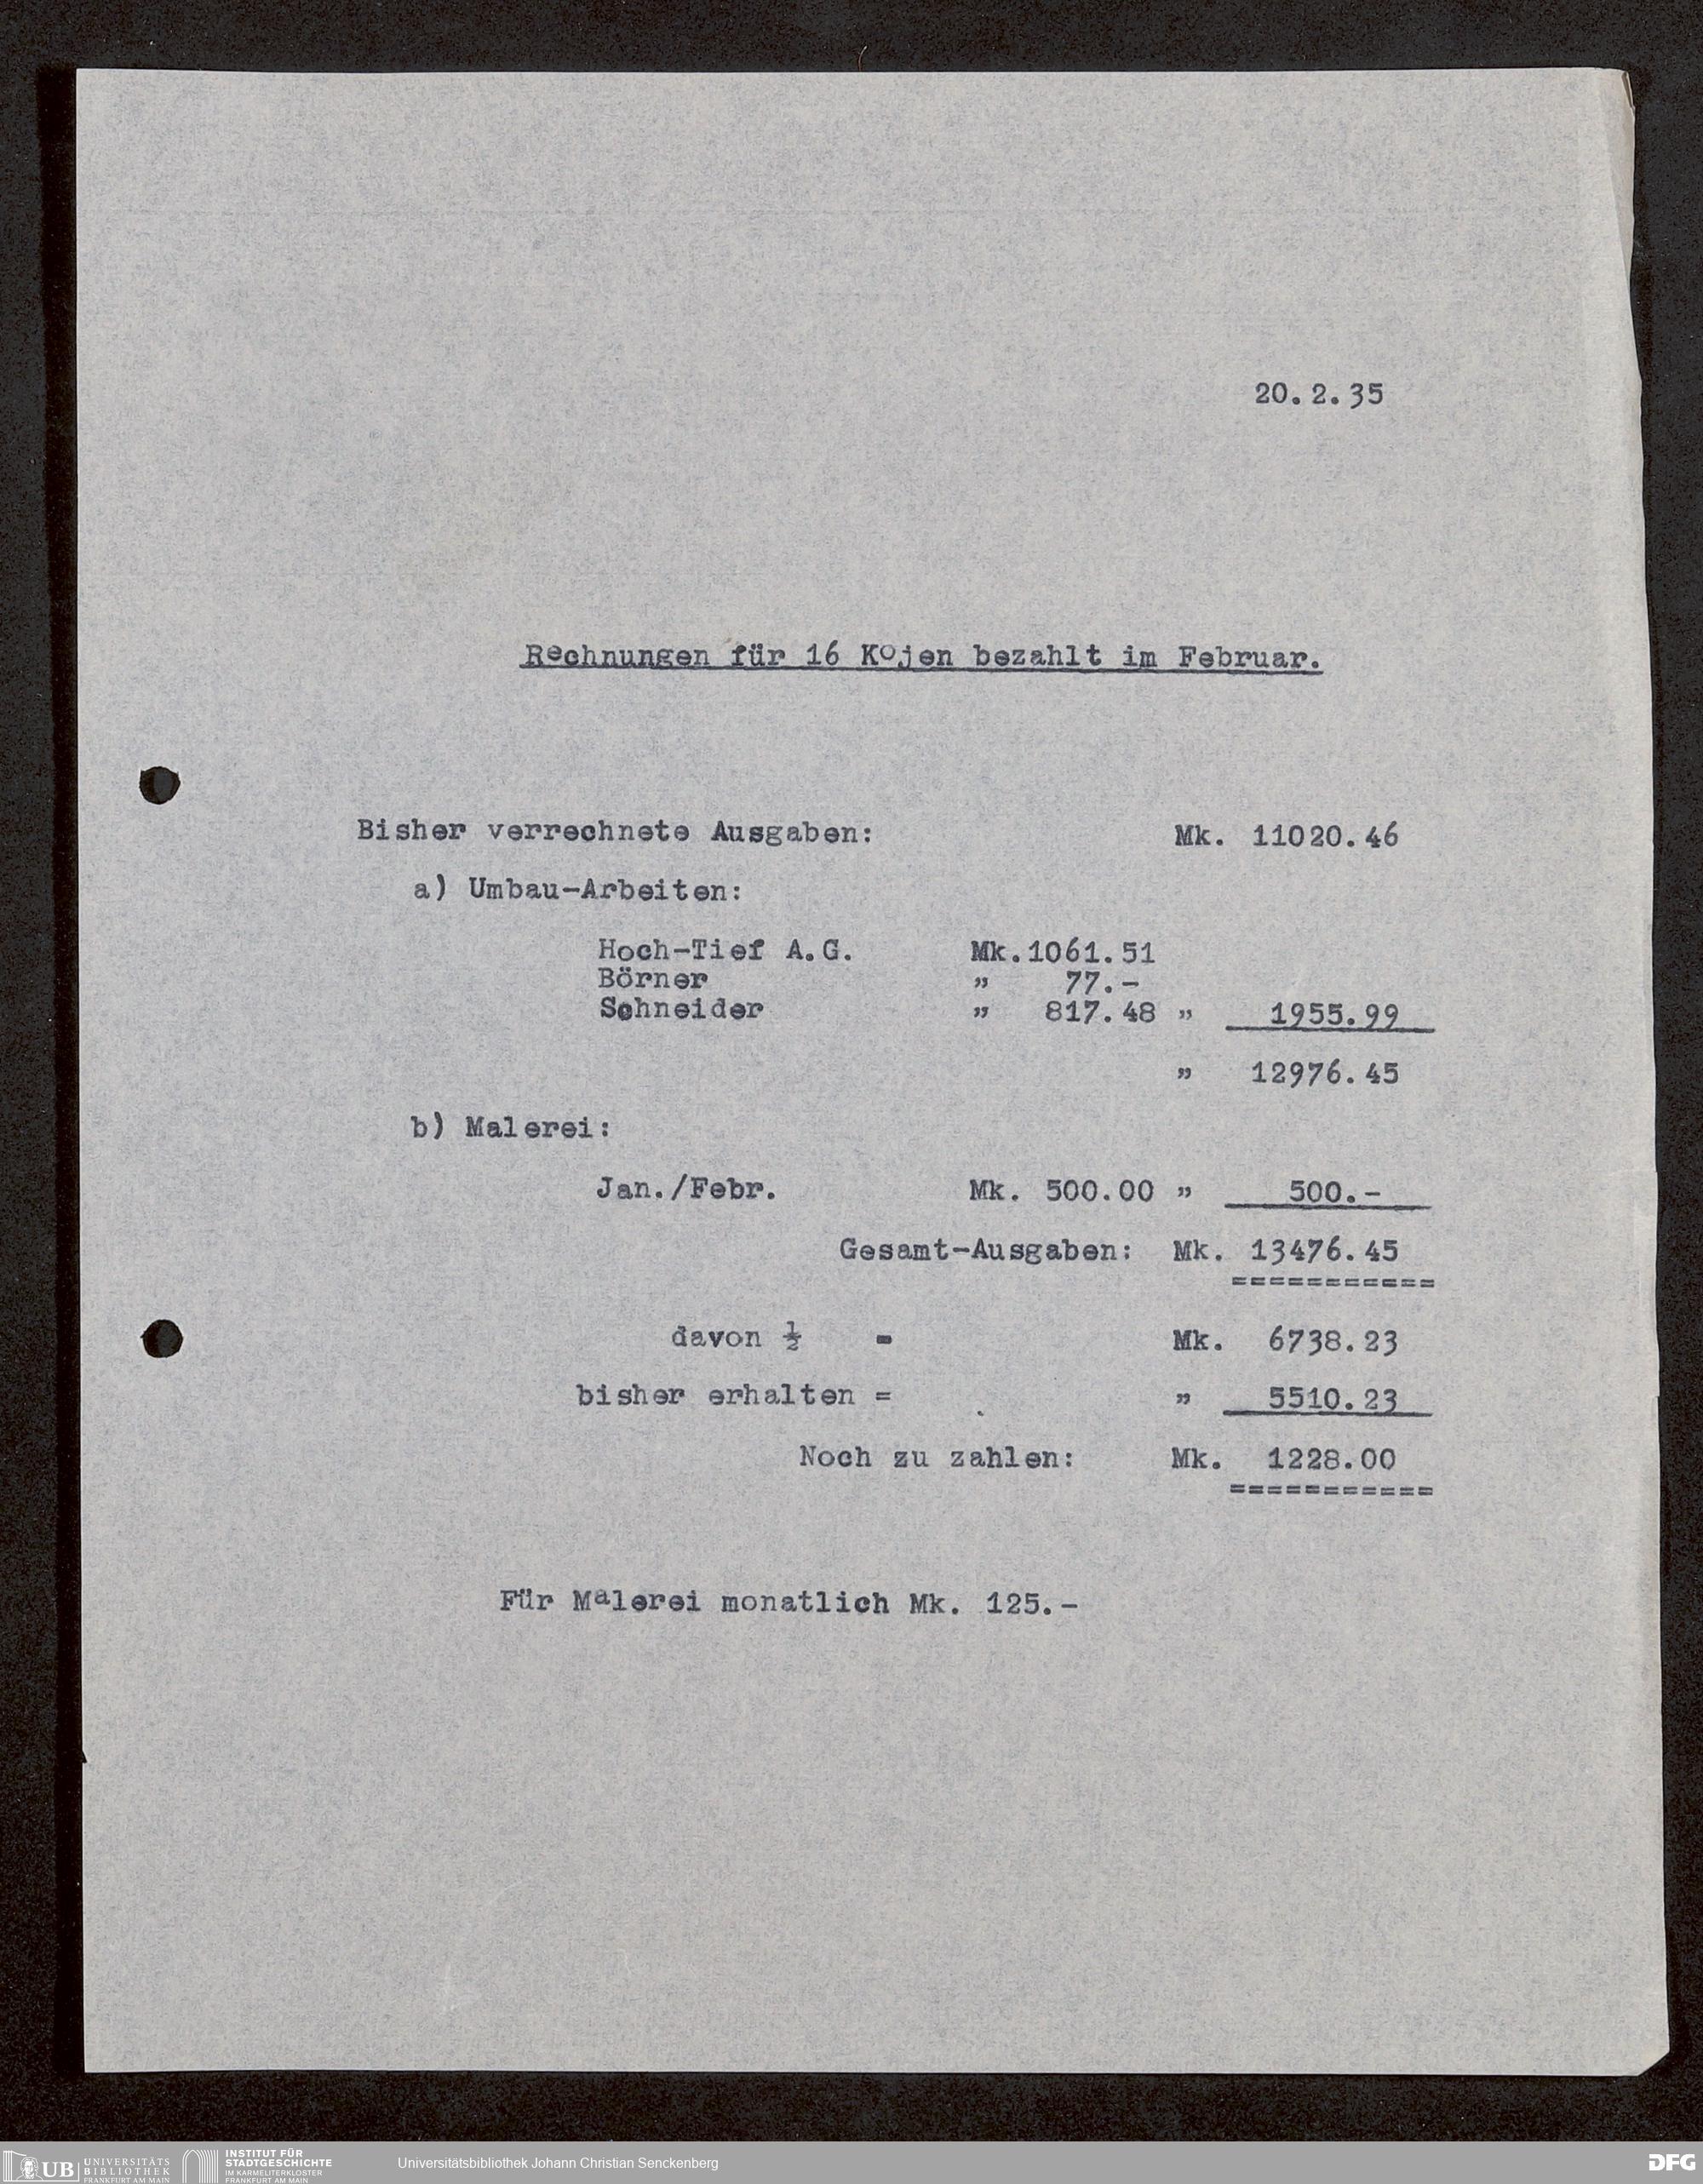 20.2.35
Rechnungen für 16 Kojen bezahlt im Februar.
Bisher verrechnete Ausgaben: Mk. 11020.46
a) Umbau-Arbeiten:
Hoch-Tief A.G. Mk.1061.51
Börner " 77.-
Schneider " 817.48 " 1955.99
" 12976.45
b) Malerei:
Jan./Febr. Mk. 500.00 " 500.-
Gesamt-Ausgaben: Mk. 13476.45
===========
davon ½ = Mk. 6738.23
bisher erhalten = " 5510.23
Noch zu zahlen: Mk. 1228.00
===========
Für Malerei monatlich Mk. 125.-
UB UNIVERSITÄTS
BIBLIOTHEK
FRANKFURT AM MAIN
INSTITUT FÜR
STADTGESCHICHTE
IM KARMELITERKLOSTER
FRANKFURT AM MAIN
Universitätsbibliothek Johann Christian Senckenberg
DFG